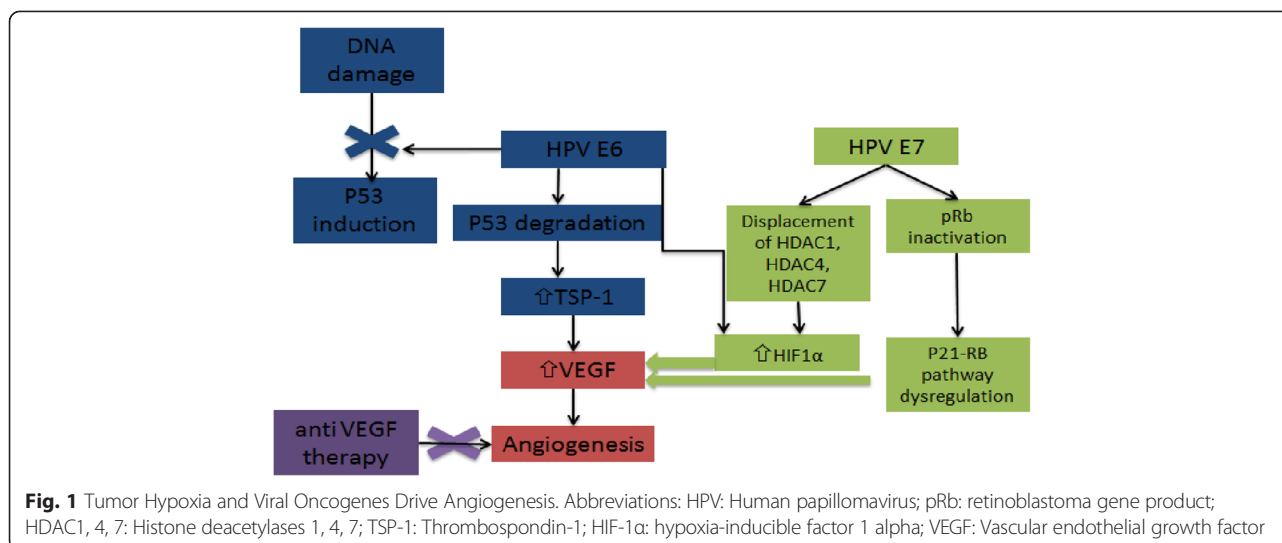 DNA
damage
HPV E6
HPV E7
P53
induction
P53 degradation
Displacement
of HDAC1,
HDAC4,
HDAC7
pRb
inactivation
⇧TSP-1
⇧HIF1α
P21-RB
pathway
dysregulation
⇧VEGF
anti VEGF
therapy
Angiogenesis
Fig. 1 Tumor Hypoxia and Viral Oncogenes Drive Angiogenesis. Abbreviations: HPV: Human papillomavirus; pRb: retinoblastoma gene product;
HDAC1, 4, 7: Histone deacetylases 1, 4, 7; TSP-1: Thrombospondin-1; HIF-1α: hypoxia-inducible factor 1 alpha; VEGF: Vascular endothelial growth factor